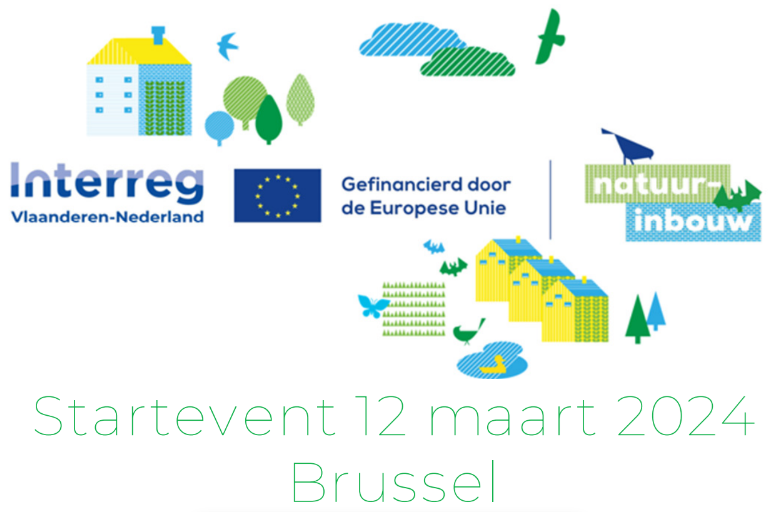 Interreg
Vlaanderen-Nederland
Gefinancierd door
de Europese Unie
natuur-
inbouw
Startevent 12 maart 2024
Brussel